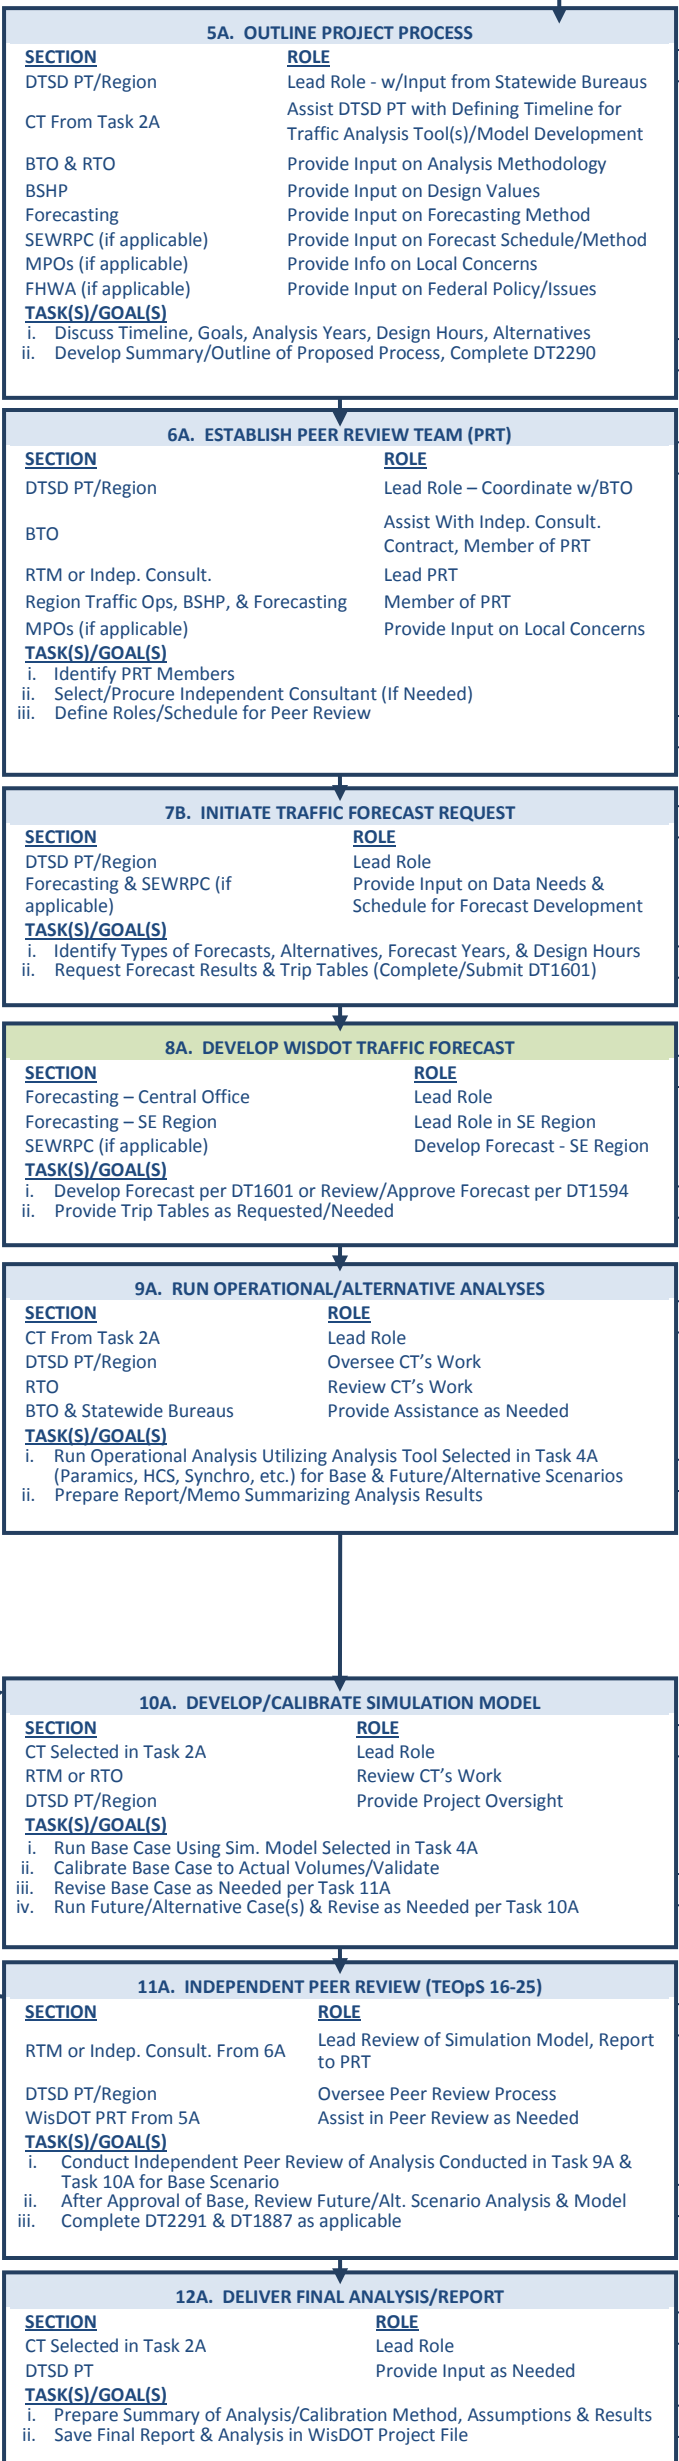 5A. OUTLINE PROJECT PROCESS
SECTION ROLE
DTSD PT/Region Lead Role - w/Input from Statewide Bureaus
CT From Task 2A Assist DTSD PT with Defining Timeline for
Traffic Analysis Tool(s)/Model Development
BTO & RTO Provide Input on Analysis Methodology
BSHP Provide Input on Design Values
Forecasting Provide Input on Forecasting Method
SEWRPC (if applicable) Provide Input on Forecast Schedule/Method
MPOs (if applicable) Provide Info on Local Concerns
FHWA (if applicable) Provide Input on Federal Policy/Issues
TASK(S)/GOAL(S)
i. Discuss Timeline, Goals, Analysis Years, Design Hours, Alternatives
ii. Develop Summary/Outline of Proposed Process, Complete DT2290
6A. ESTABLISH PEER REVIEW TEAM (PRT)
SECTION ROLE
DTSD PT/Region Lead Role – Coordinate w/BTO
BTO Assist With Indep. Consult.
Contract, Member of PRT
RTM or Indep. Consult. Lead PRT
Region Traffic Ops, BSHP, & Forecasting Member of PRT
MPOs (if applicable) Provide Input on Local Concerns
TASK(S)/GOAL(S)
i. Identify PRT Members
ii. Select/Procure Independent Consultant (If Needed)
iii. Define Roles/Schedule for Peer Review
7B. INITIATE TRAFFIC FORECAST REQUEST
SECTION ROLE
DTSD PT/Region Lead Role
Forecasting & SEWRPC (if Provide Input on Data Needs &
applicable) Schedule for Forecast Development
TASK(S)/GOAL(S)
i. Identify Types of Forecasts, Alternatives, Forecast Years, & Design Hours
ii. Request Forecast Results & Trip Tables (Complete/Submit DT1601)
8A. DEVELOP WISDOT TRAFFIC FORECAST
SECTION ROLE
Forecasting – Central Office Lead Role
Forecasting – SE Region Lead Role in SE Region
SEWRPC (if applicable) Develop Forecast - SE Region
TASK(S)/GOAL(S)
i. Develop Forecast per DT1601 or Review/Approve Forecast per DT1594
ii. Provide Trip Tables as Requested/Needed
9A. RUN OPERATIONAL/ALTERNATIVE ANALYSES
SECTION ROLE
CT From Task 2A Lead Role
DTSD PT/Region Oversee CT's Work
RTO Review CT's Work
BTO & Statewide Bureaus Provide Assistance as Needed
TASK(S)/GOAL(S)
i. Run Operational Analysis Utilizing Analysis Tool Selected in Task 4A
(Paramics, HCS, Synchro, etc.) for Base & Future/Alternative Scenarios
ii. Prepare Report/Memo Summarizing Analysis Results
10A. DEVELOP/CALIBRATE SIMULATION MODEL
SECTION ROLE
CT Selected in Task 2A Lead Role
RTM or RTO Review CT's Work
DTSD PT/Region Provide Project Oversight
TASK(S)/GOAL(S)
i. Run Base Case Using Sim. Model Selected in Task 4A
ii. Calibrate Base Case to Actual Volumes/Validate
iii. Revise Base Case as Needed per Task 11A
iv. Run Future/Alternative Case(s) & Revise as Needed per Task 10A
11A. INDEPENDENT PEER REVIEW (TEOpS 16-25)
SECTION ROLE
RTM or Indep. Consult. From 6A Lead Review of Simulation Model, Report
to PRT
DTSD PT/Region Oversee Peer Review Process
WisDOT PRT From 5A Assist in Peer Review as Needed
TASK(S)/GOAL(S)
i. Conduct Independent Peer Review of Analysis Conducted in Task 9A &
Task 10A for Base Scenario
ii. After Approval of Base, Review Future/Alt. Scenario Analysis & Model
iii. Complete DT2291 & DT1887 as applicable
12A. DELIVER FINAL ANALYSIS/REPORT
SECTION ROLE
CT Selected in Task 2A Lead Role
DTSD PT Provide Input as Needed
TASK(S)/GOAL(S)
i. Prepare Summary of Analysis/Calibration Method, Assumptions & Results
ii. Save Final Report & Analysis in WisDOT Project File